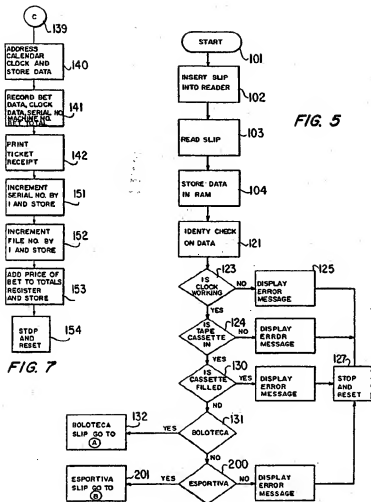 C
139
ADDRESS
CALENDAR
CLOCK AND
STORE DATA
140
RECORD BET
DATA, CLOCK
DATA, SERIAL NO.
MACHINE NO.
BET TOTAL
141
PRINT
TICKET
RECEIPT
142
INCREMENT
SERIAL NO. BY
1 AND STORE
151
INCREMENT
FILE NO. BY
1 AND STORE
152
ADD PRICE OF
BET TO TOTALS
REGISTER
AND STORE
153
STOP
AND
RESET
154
FIG. 7
START
101
INSERT SLIP
INTO READER
102
FIG. 5
READ SLIP
103
STORE DATA
IN RAM
104
IDENTY CHECK
ON DATA
121
123
IS
CLOCK
WORKING
NO
DISPLAY
ERROR
MESSAGE
125
YES
IS
TAPE
CASSETTE
IN
124
NO
DISPLAY
ERROR
MESSAGE
YES
IS
CASSETTE
FILLED
130
YES
DISPLAY
ERROR
MESSAGE
127
STOP
AND
RESET
NO
131
BOLOTECA
YES
132
BOLOTECA
SLIP GO TO
A
NO
200
ESPORTIVA
YES
201
ESPORTIVA
SLIP GO TO
B
NO
DISPLAY
ERROR
MESSAGE